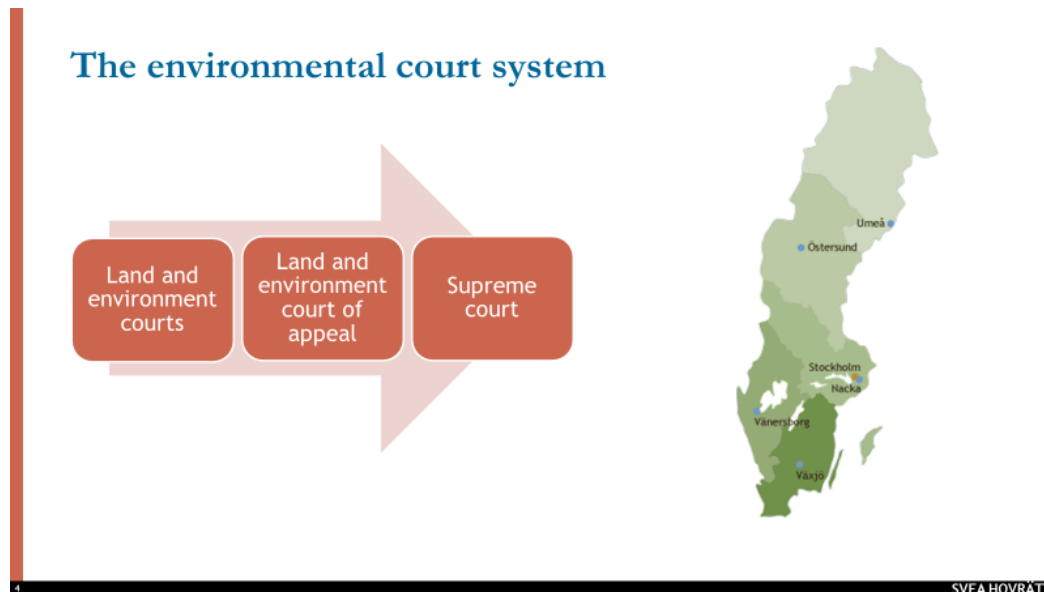 The environmental court system
Land and
environment
courts
Land and
environment
court of
appeal
Supreme
court
Umeå
Östersund
Stockholm
Nacka
Vänersborg
Växjö
4
SVEA HOVRÄT